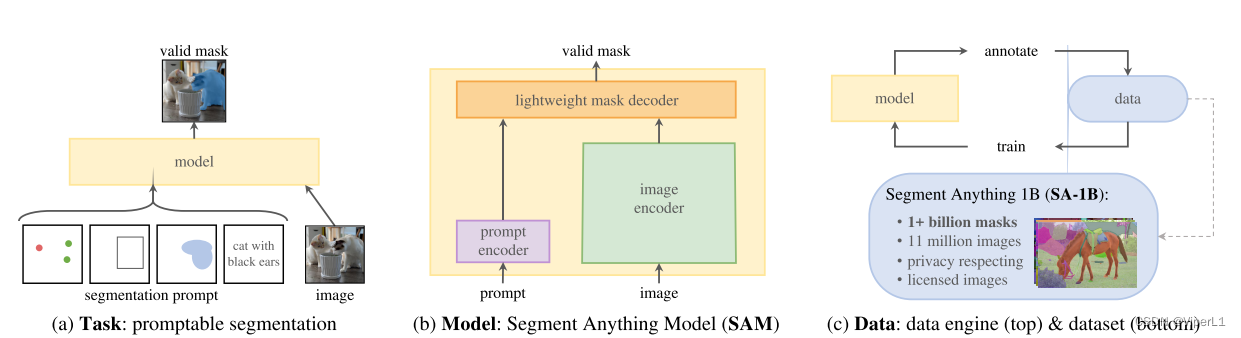 valid mask
model
cat with
black ears
segmentation prompt
image
(a) Task: promptable segmentation
valid mask
lightweight mask decoder
image
encoder
prompt
encoder
prompt
image
(b) Model: Segment Anything Model (SAM)
annotate
model
data
train
Segment Anything 1B (SA-1B):
• 1+ billion masks
• 11 million images
• privacy respecting
• licensed images
(c) Data: data engine (top) & dataset (bottom)
CSDN @ViperL1